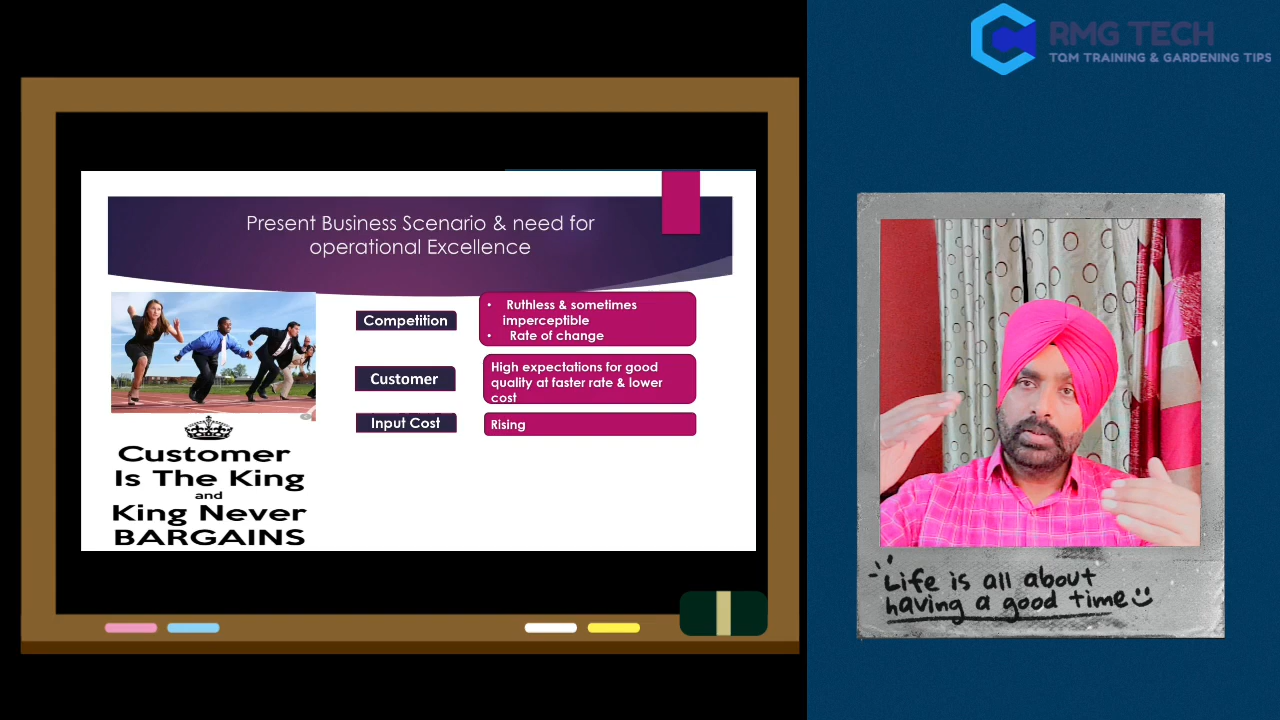 RMG TECH
TQM TRAINING & GARDENING TIPS
Present Business Scenario & need for
operational Excellence
Competition
• Ruthless & sometimes
imperceptible
• Rate of change
Customer
High expectations for good
quality at faster rate & lower
cost
Input Cost
Rising
Customer
Is The King
and
King Never
BARGAINS
Life is all about
having a good time